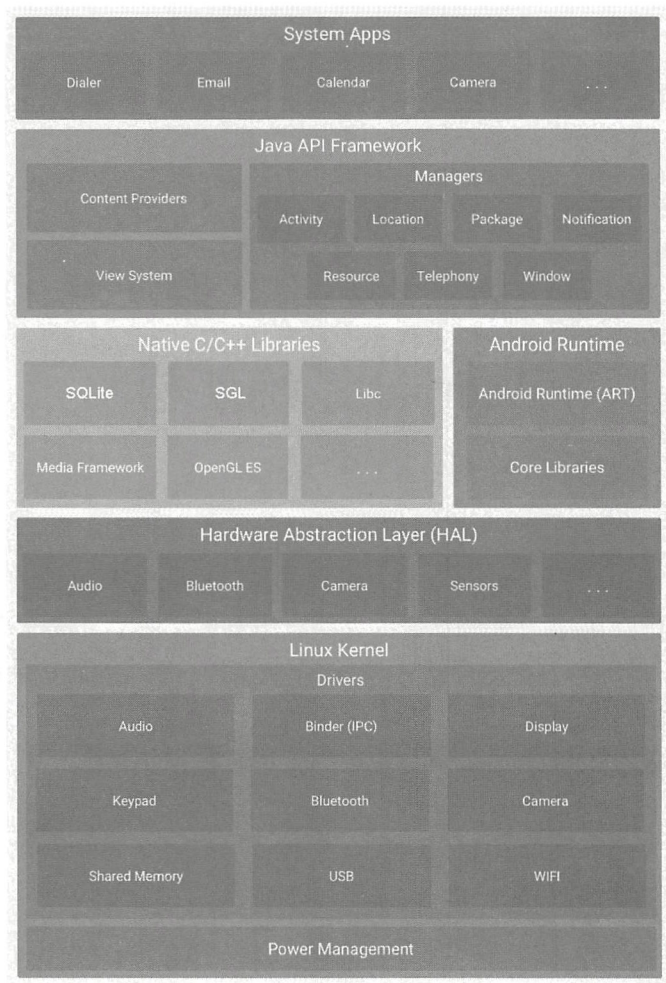 System Apps
Dialer Email Calendar Camera ...
Java API Framework
Content Providers
View System
Managers
Activity Location Package Notification
Resource Telephony Window
Native C/C++ Libraries
SQLite SGL Libc
Media Framework OpenGL ES ...
Android Runtime
Android Runtime (ART)
Core Libraries
Hardware Abstraction Layer (HAL)
Audio Bluetooth Camera Sensors ...
Linux Kernel
Drivers
Audio Binder (IPC) Display
Keypad Bluetooth Camera
Shared Memory USB WIFI
Power Management